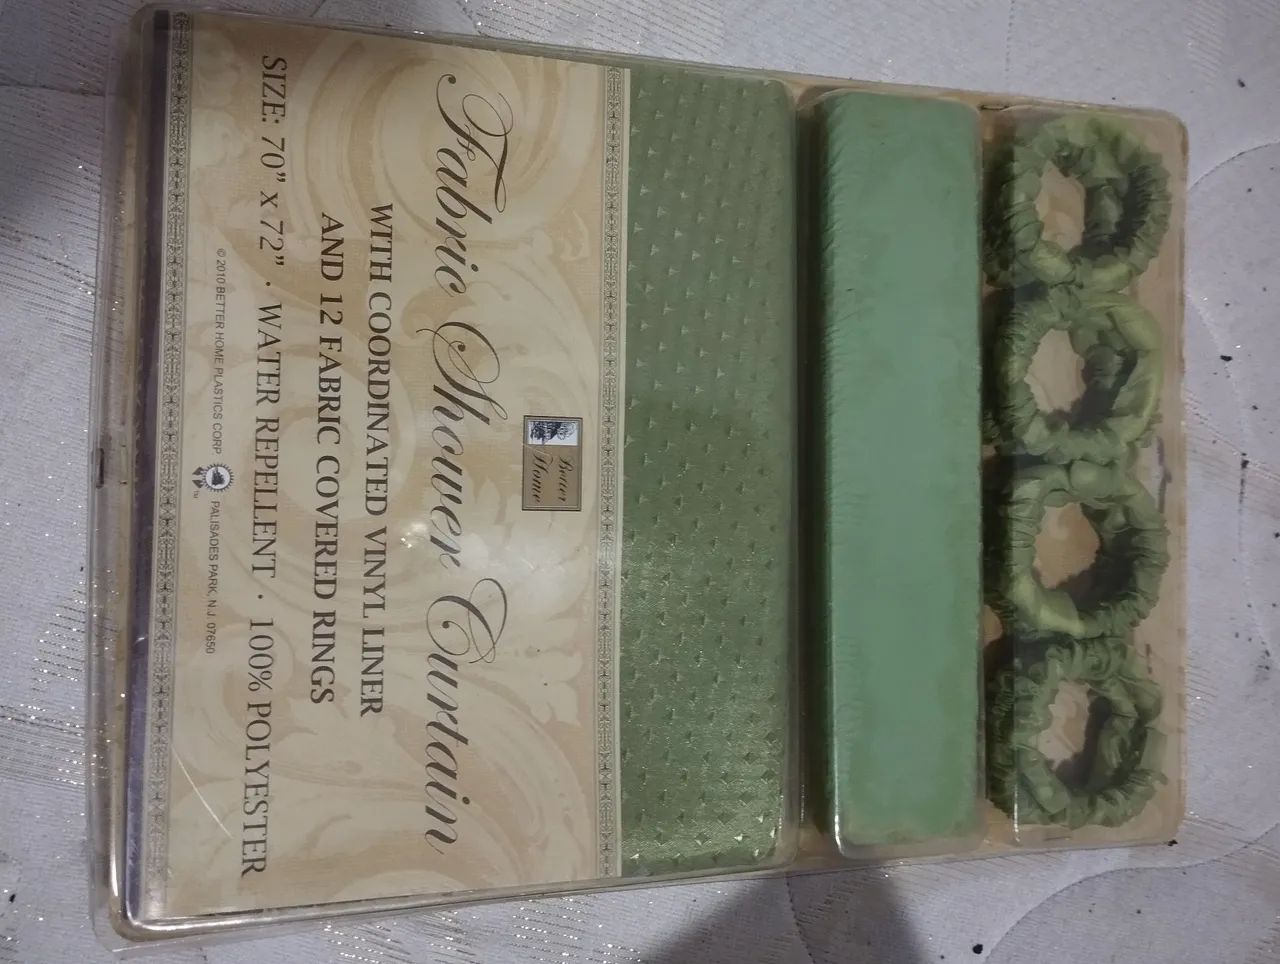 Better
Home
Fabric Shower Curtain
WITH COORDINATED VINYL LINER
AND 12 FABRIC COVERED RINGS
SIZE: 70” x 72” · WATER REPELLENT · 100% POLYESTER
© 2010 BETTER HOME PLASTICS CORP ™ PALISADES PARK, N.J. 07650